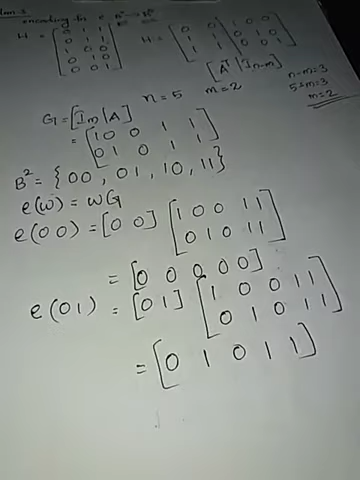 encoding fn e
H = [0 1 1
0 1 1
1 0 0
0 1 0
0 0 1]
H = [0 0 | 1 0 0
1 1 | 0 1 0
1 1 | 0 0 1]
[Aᵀ | I n-m]
n-m=3
5-m=3
m=2
n=5 m=2
G = [Im | A]
= [1 0 0 1 1
0 1 0 1 1]
B² = {00, 01, 10, 11}
e(w) = wG
e(00) = [0 0] [1 0 0 1 1
0 1 0 1 1]
= [0 0 0 0 0]
e(01) = [0 1] [1 0 0 1 1
0 1 0 1 1]
= [0 1 0 1 1]